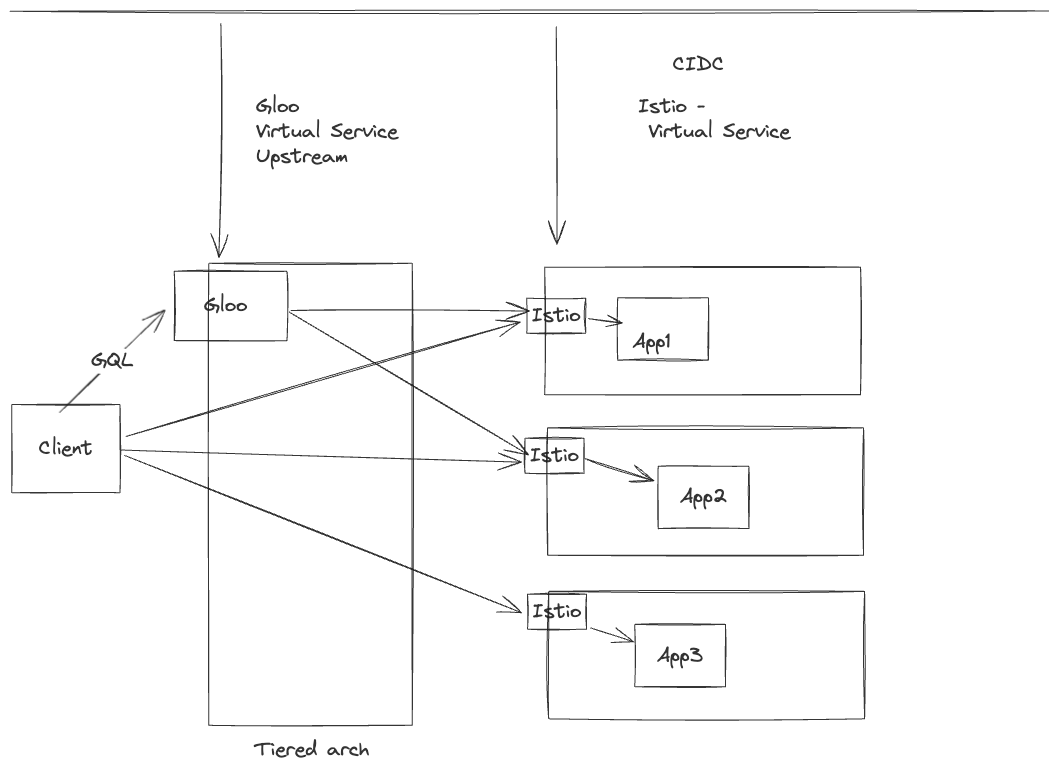 CIDC
Gloo
Virtual Service
Upstream
Istio -
Virtual Service
Gloo
GQL
Client
Istio
App1
Istio
App2
Istio
App3
Tiered arch